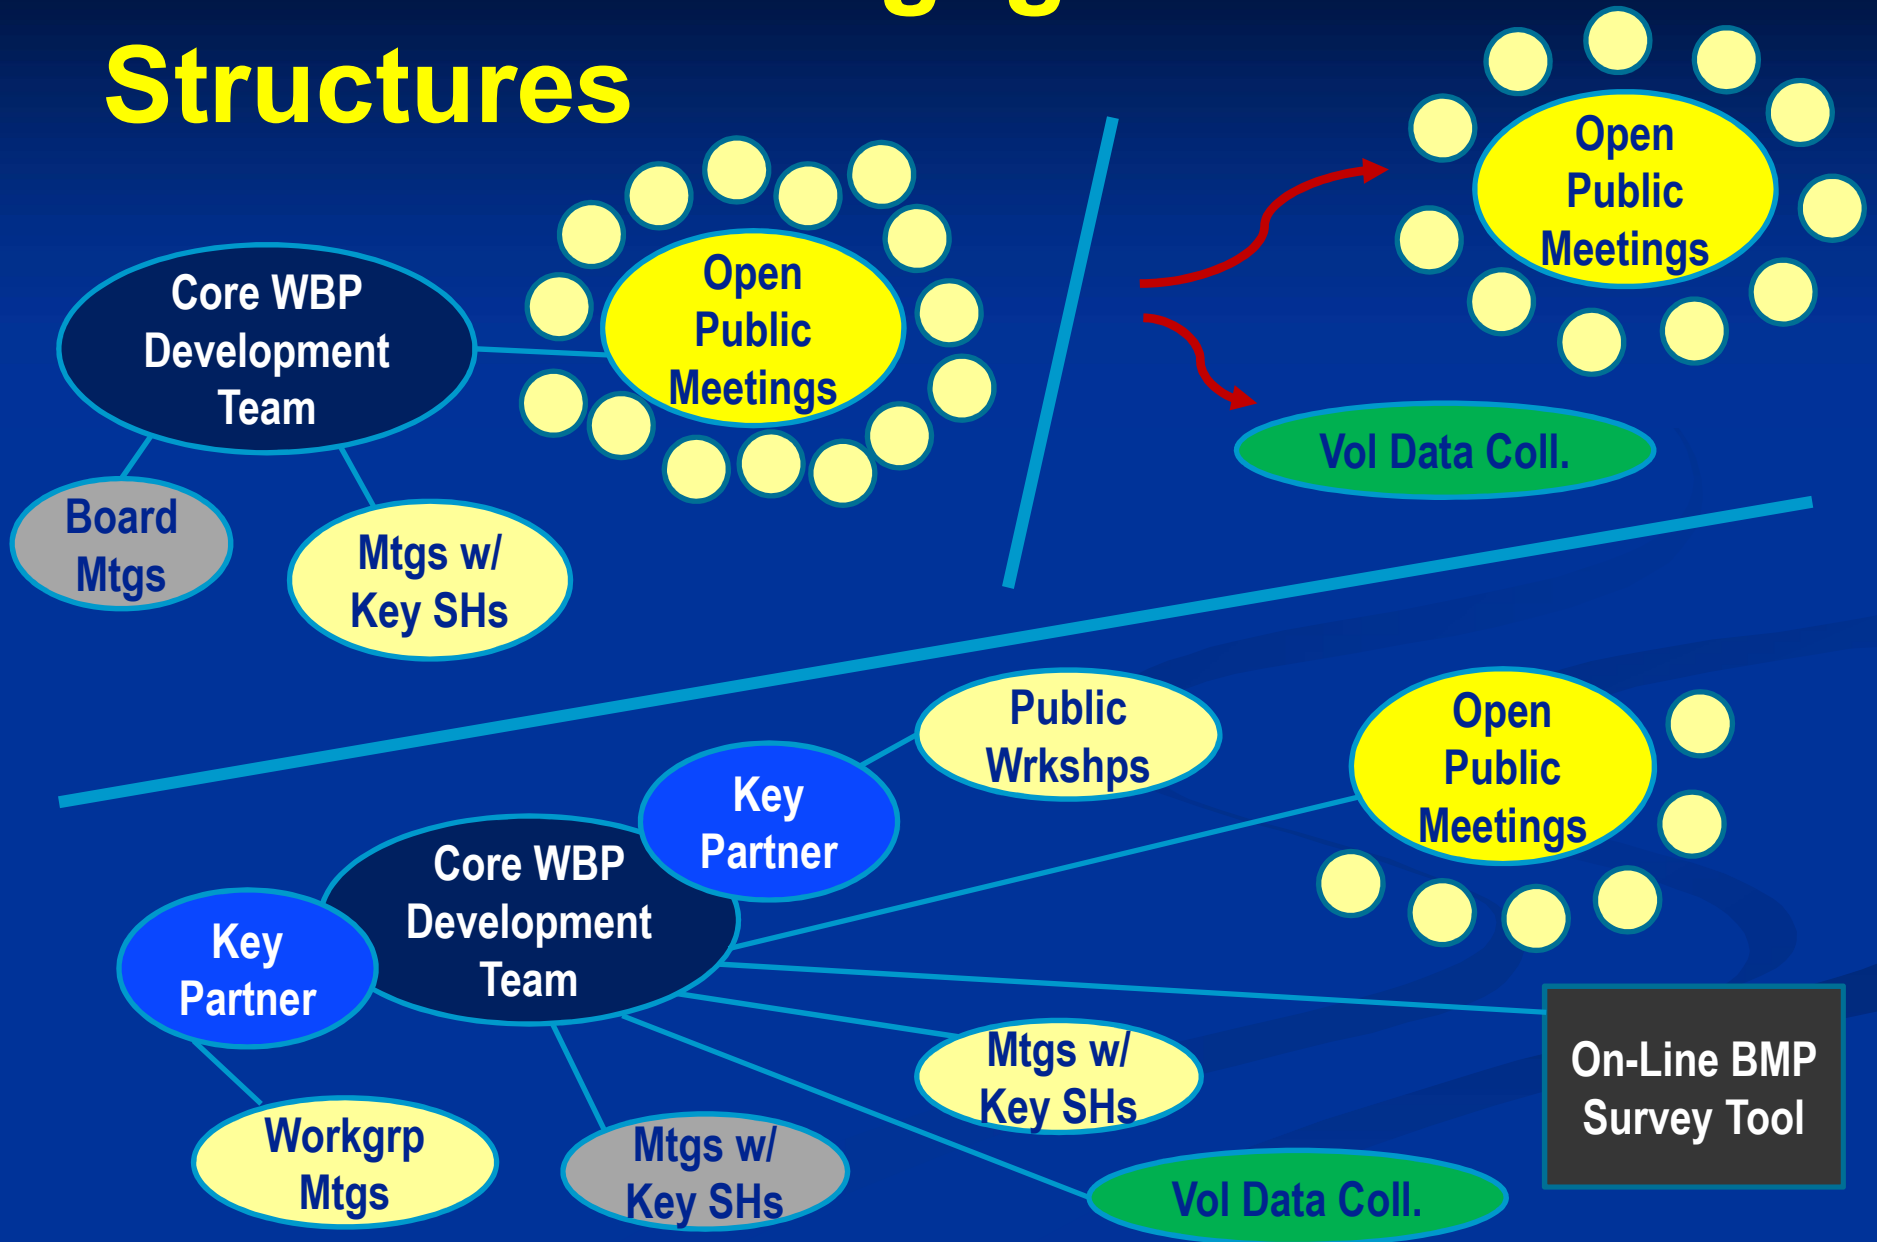 Structures
Core WBP
Development
Team
Board
Mtgs
Mtgs w/
Key SHs
Open
Public
Meetings
Open
Public
Meetings
Vol Data Coll.
Public
Wrkshps
Key
Partner
Core WBP
Development
Team
Key
Partner
Open
Public
Meetings
Workgrp
Mtgs
Mtgs w/
Key SHs
Mtgs w/
Key SHs
Vol Data Coll.
On-Line BMP
Survey Tool